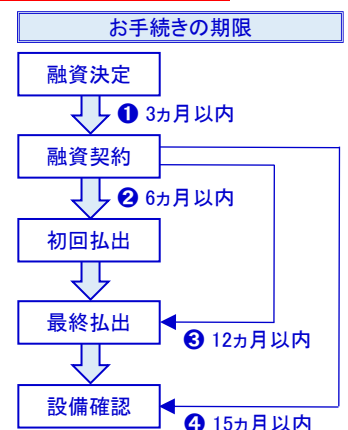 お手続きの期限
融資決定
❶ 3ヵ月以内
融資契約
❷ 6ヵ月以内
初回払出
最終払出
❸ 12ヵ月以内
設備確認
❹ 15ヵ月以内